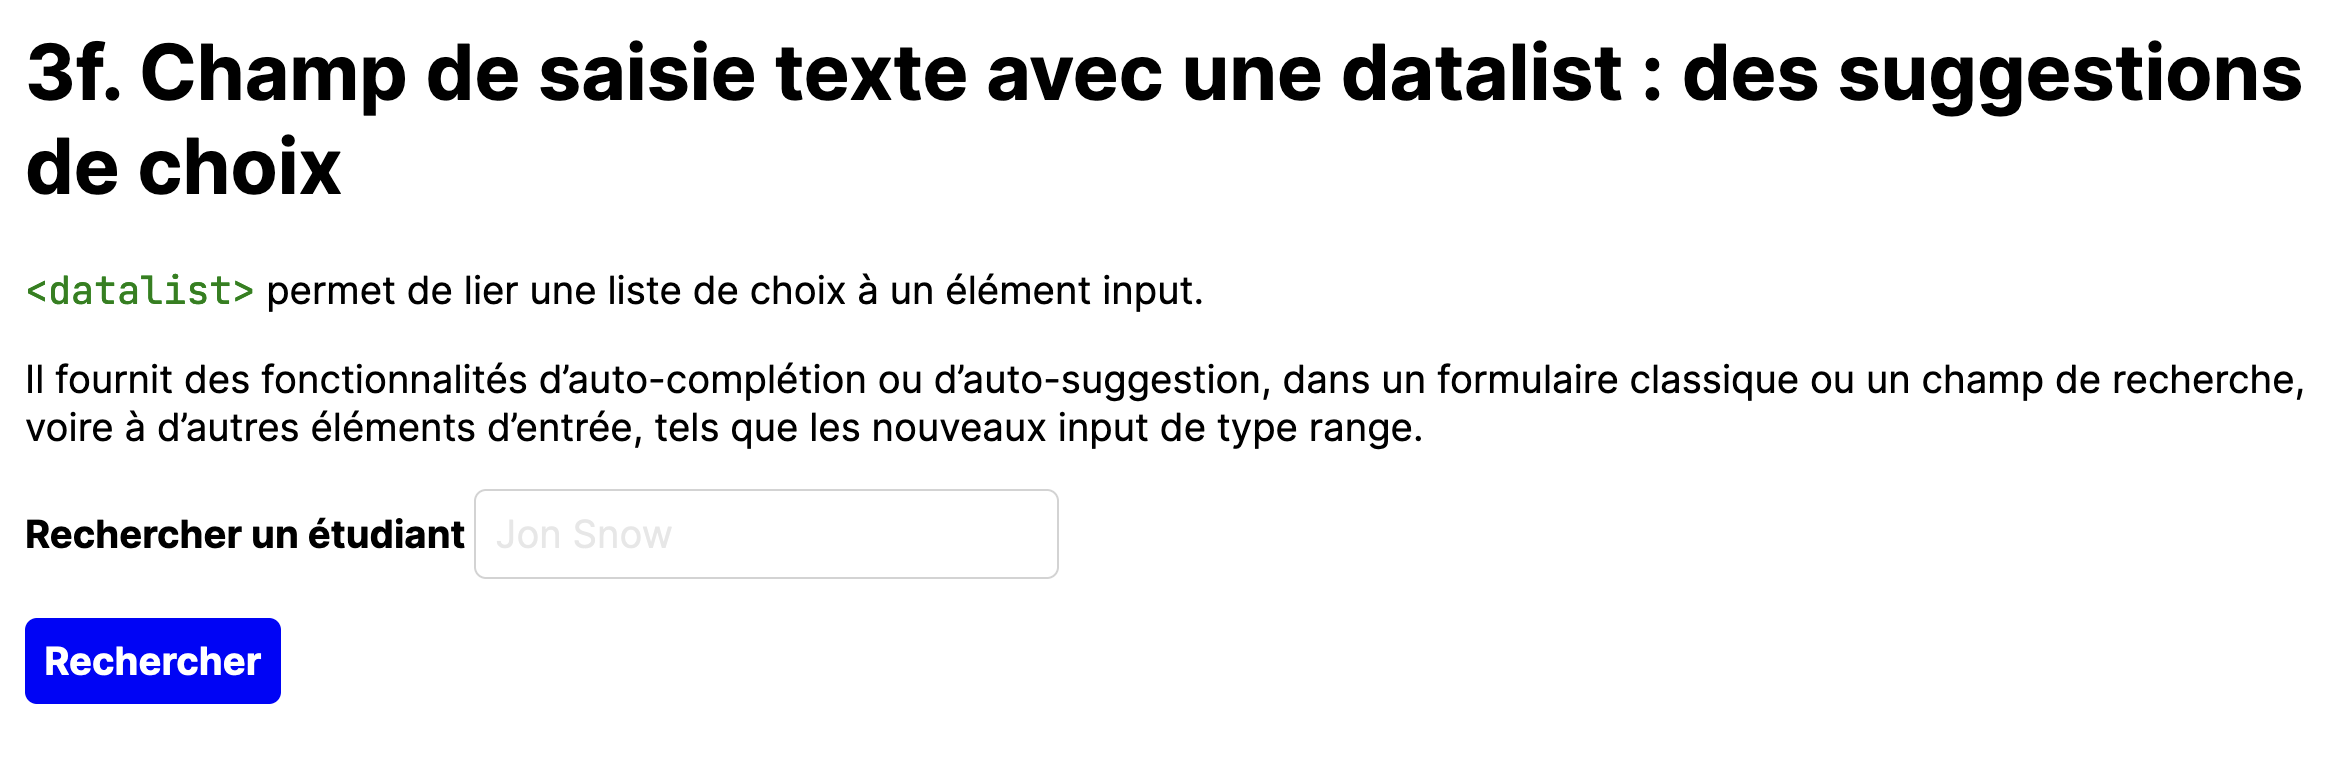 3f. Champ de saisie texte avec une datalist : des suggestions
de choix
<datalist> permet de lier une liste de choix à un élément input.
Il fournit des fonctionnalités d’auto-complétion ou d’auto-suggestion, dans un formulaire classique ou un champ de recherche,
voire à d’autres éléments d’entrée, tels que les nouveaux input de type range.
Rechercher un étudiant Jon Snow
Rechercher